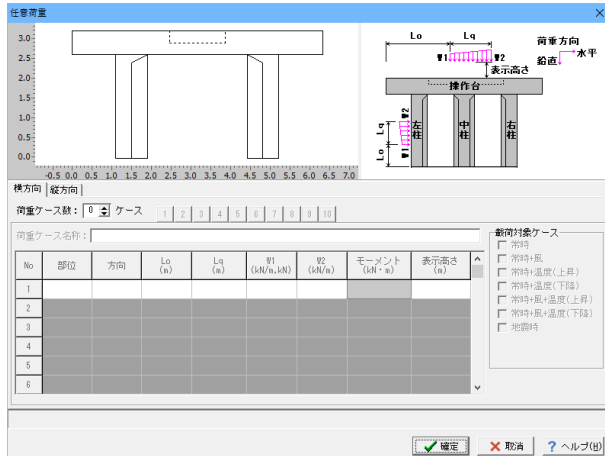 任意荷重
3.0
2.5
2.0
1.5
1.0
0.5
0.0
-0.5 0.0 0.5 1.0 1.5 2.0 2.5 3.0 3.5 4.0 4.5 5.0 5.5 6.0 6.5 7.0
Lo Lq 荷重方向
W1 W2 鉛直 水平
表示高さ
操作台
W2
Lq
Lo
W1
左柱 中柱 右柱
横方向 縦方向
荷重ケース数: 0 ケース 1 2 3 4 5 6 7 8 9 10
荷重ケース名称:
No 部位 方向 Lo (m) Lq (m) W1 (kN/m,kN) W2 (kN/m) モーメント (kN・m) 表示高さ (m)
1
2
3
4
5
6
載荷対象ケース
常時
常時+風
常時+温度(上昇)
常時+温度(下降)
常時+風+温度(上昇)
常時+風+温度(下降)
地震時
確定 取消 ? ヘルプ(H)